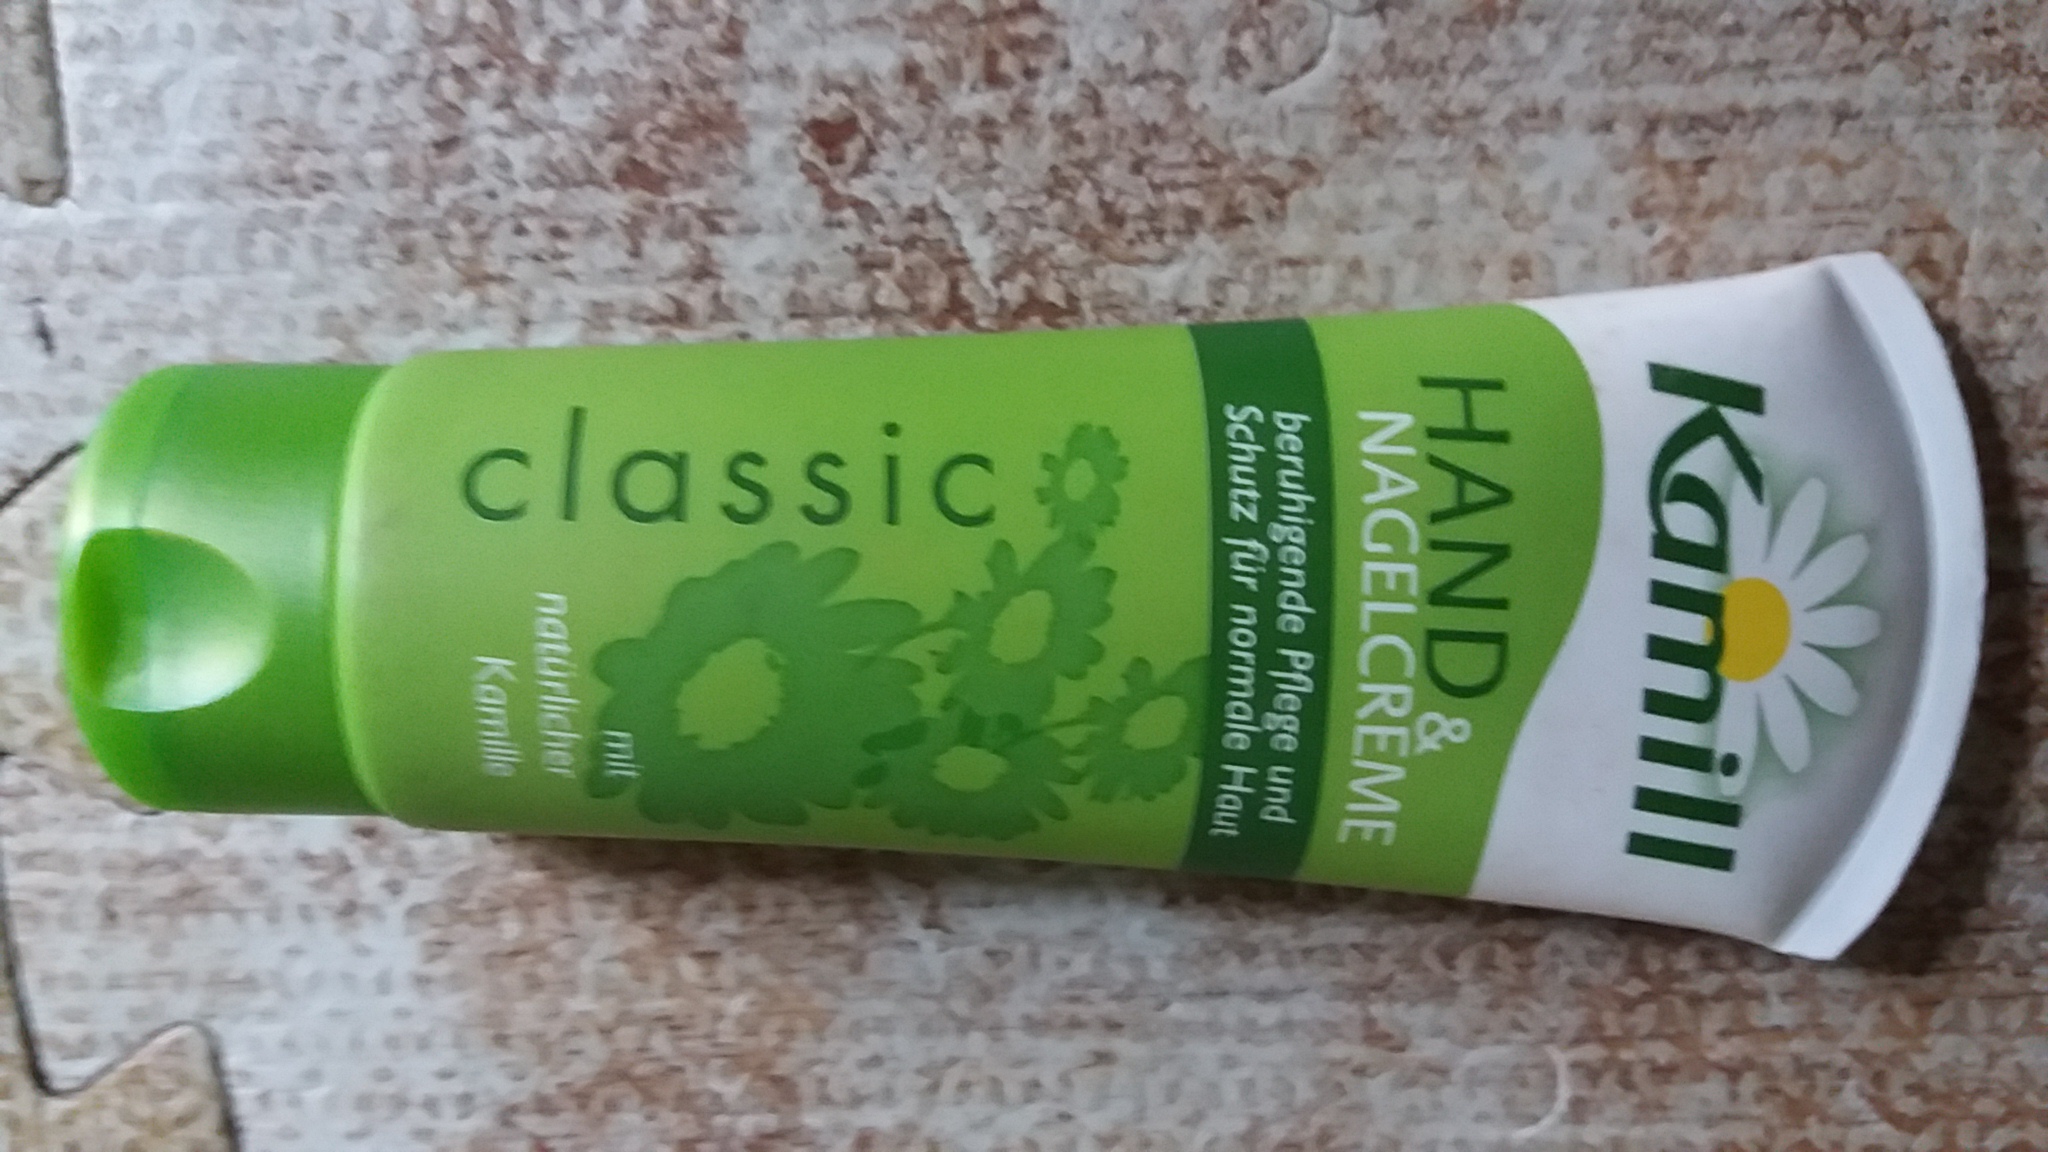 Kamill
HAND &
NAGELCREME
beruhigende Pflege und
Schutz für normale Haut
classic
mit
natürlicher
Kamille